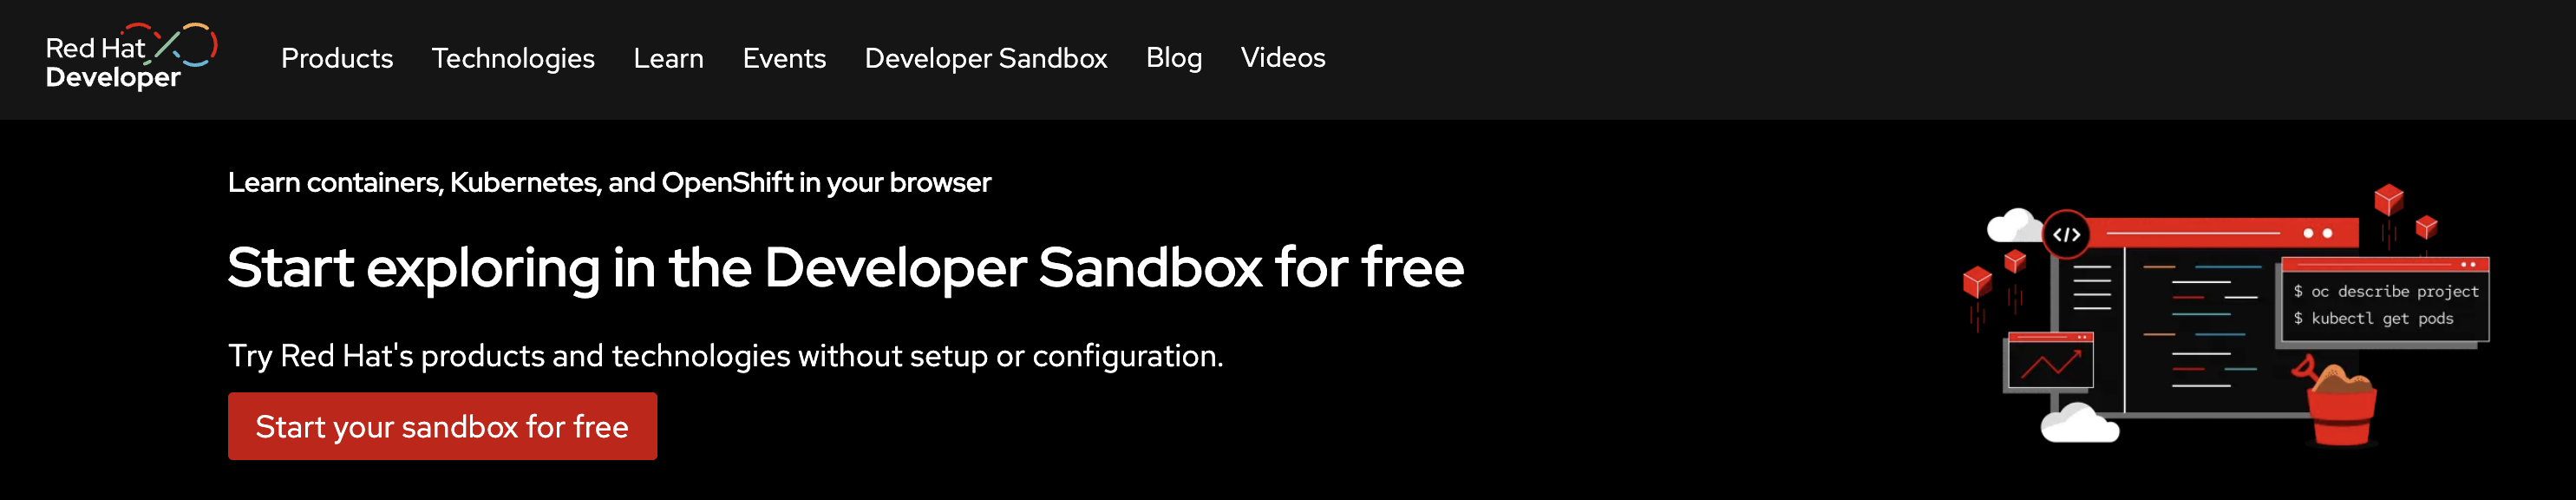 Red Hat
Developer
Products
Technologies
Learn
Events
Developer Sandbox
Blog
Videos
Learn containers, Kubernetes, and OpenShift in your browser
Start exploring in the Developer Sandbox for free
Try Red Hat's products and technologies without setup or configuration.
Start your sandbox for free
</>
$ oc describe project
$ kubectl get pods